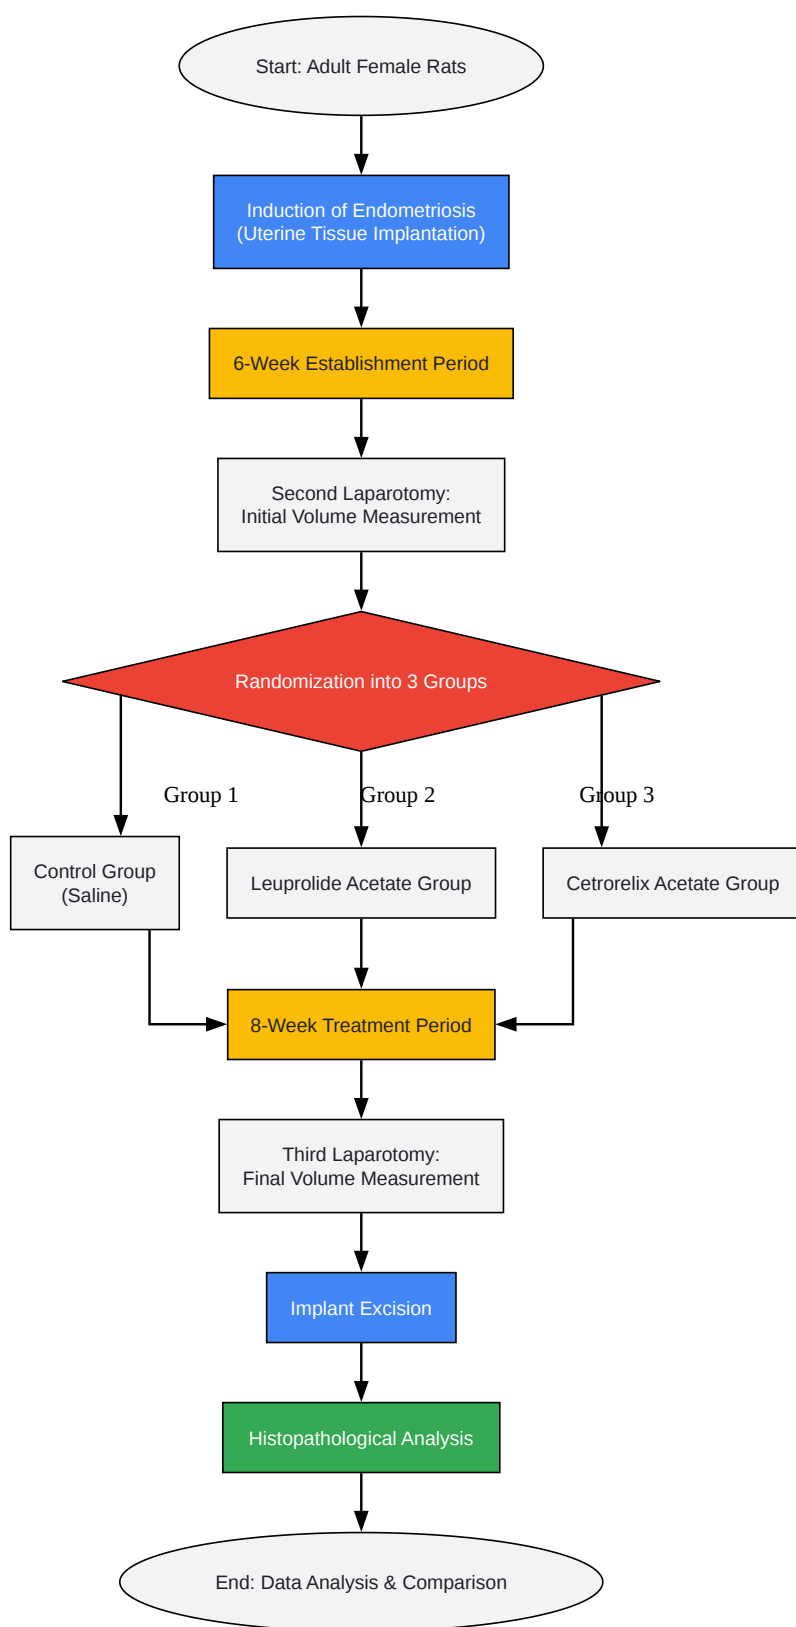 Start: Adult Female Rats
Induction of Endometriosis
(Uterine Tissue Implantation)
6-Week Establishment Period
Second Laparotomy:
Initial Volume Measurement
Randomization into 3 Groups
Group 1
Group 2
Group 3
Control Group
(Saline)
Leuprolide Acetate Group
Cetrorelix Acetate Group
8-Week Treatment Period
Third Laparotomy:
Final Volume Measurement
Implant Excision
Histopathological Analysis
End: Data Analysis & Comparison